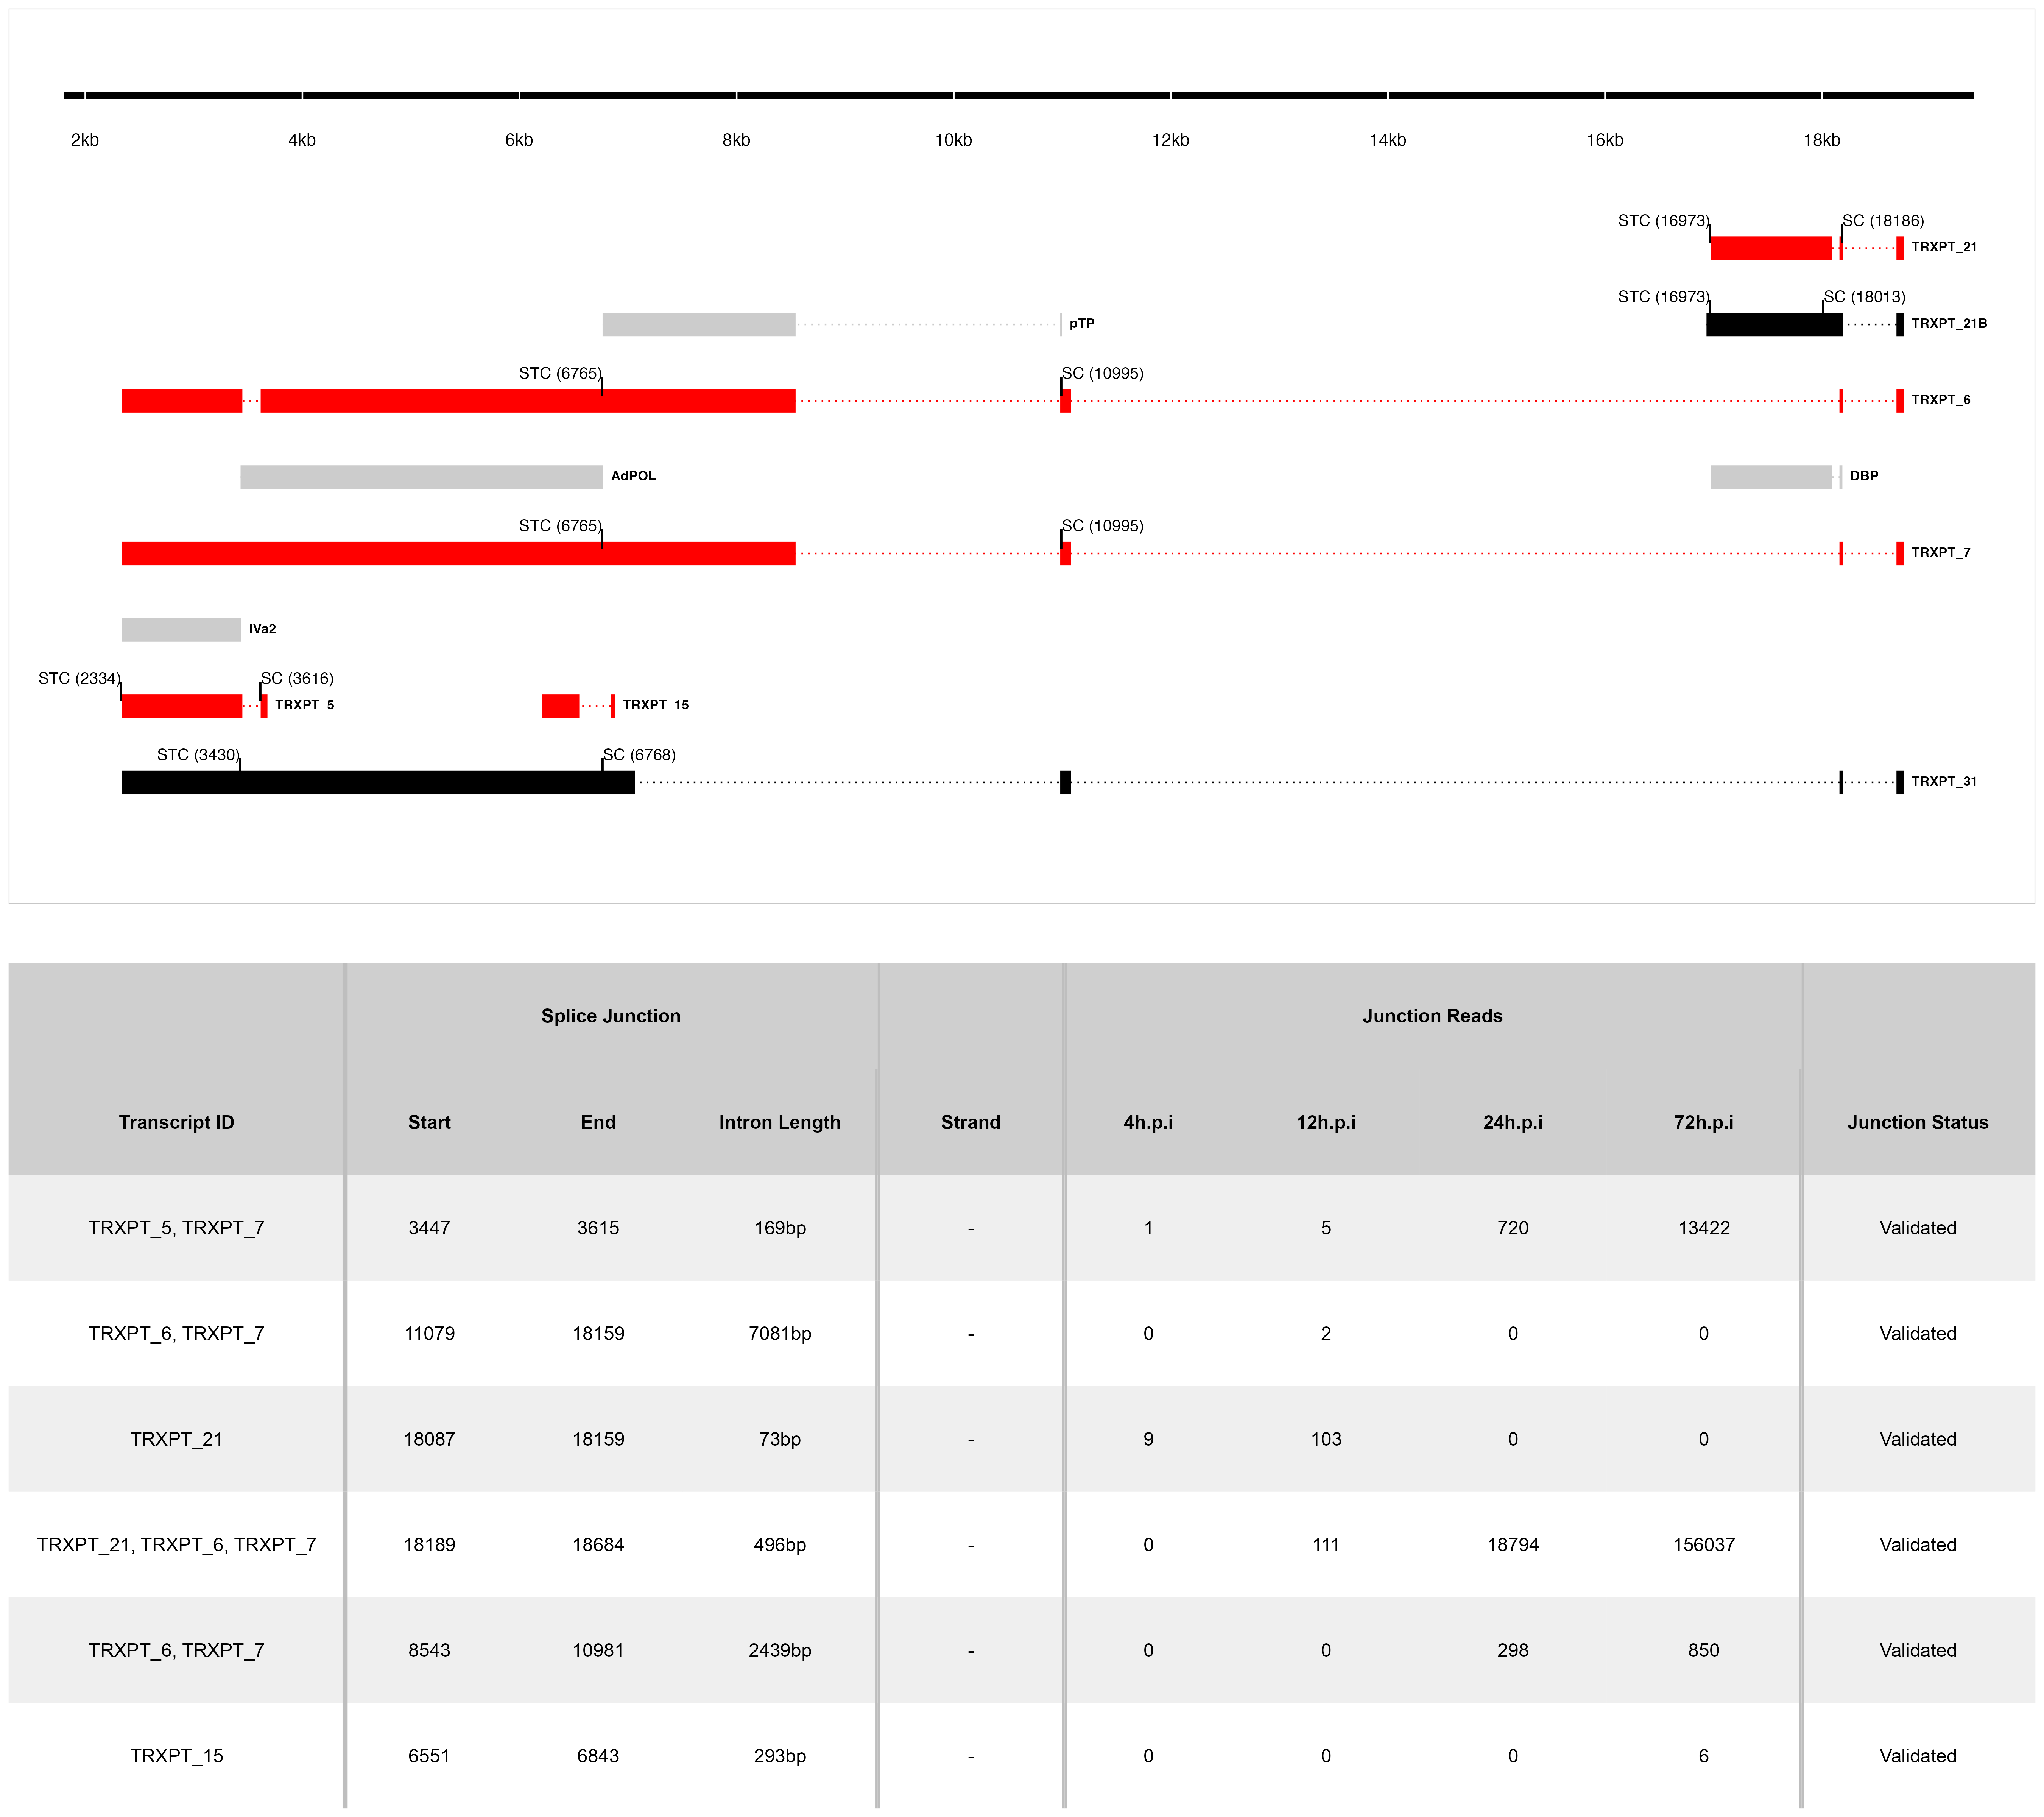 2kb 4kb 6kb 8kb 10kb 12kb 14kb 16kb 18kb
STC (16973) SC (18186)
TRXPT_21
STC (16973) SC (18013)
pTP TRXPT_21B
STC (6765) SC (10995)
TRXPT_6
AdPOL DBP
STC (6765) SC (10995)
TRXPT_7
IVa2
STC (2334) SC (3616)
TRXPT_5 TRXPT_15
STC (3430) SC (6768)
TRXPT_31
Splice Junction Junction Reads
Transcript ID Start End Intron Length Strand 4h.p.i 12h.p.i 24h.p.i 72h.p.i Junction Status
TRXPT_5, TRXPT_7 3447 3615 169bp - 1 5 720 13422 Validated
TRXPT_6, TRXPT_7 11079 18159 7081bp - 0 2 0 0 Validated
TRXPT_21 18087 18159 73bp - 9 103 0 0 Validated
TRXPT_21, TRXPT_6, TRXPT_7 18189 18684 496bp - 0 111 18794 156037 Validated
TRXPT_6, TRXPT_7 8543 10981 2439bp - 0 0 298 850 Validated
TRXPT_15 6551 6843 293bp - 0 0 0 6 Validated